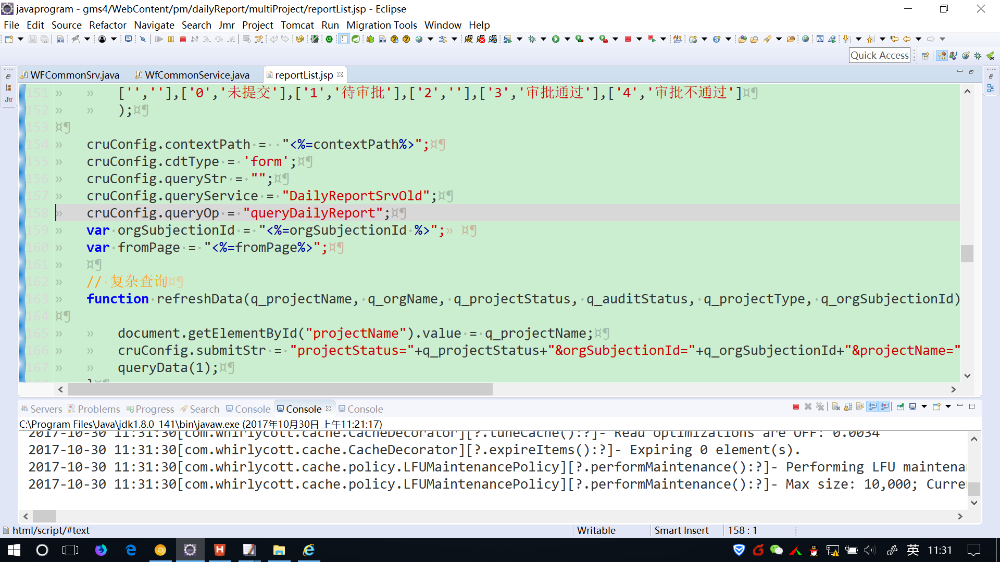 javaprogram - gms4/WebContent/pm/dailyReport/multiProject/reportList.jsp - Eclipse
File Edit Source Refactor Navigate Search Jmr Project Tomcat Run Migration Tools Window Help
Quick Access
WFCommonSrv.java WfCommonService.java reportList.jsp
151 » » ['',''],['0','未提交'],['1','待审批'],['2',''],['3','审批通过'],['4','审批不通过']¤¶
152 » » );¤¶
153 ¤¶
154 » cruConfig.contextPath·=··"<%=contextPath%>";¤¶
155 » cruConfig.cdtType·=·'form';¤¶
156 » cruConfig.queryStr·=·"";¤¶
157 » cruConfig.queryService·=·"DailyReportSrvOld";¤¶
158 » cruConfig.queryOp·=·"queryDailyReport";¤¶
159 » var·orgSubjectionId·=·"<%=orgSubjectionId·%>";» ¤¶
160 » var·fromPage·=·"<%=fromPage%>";¤¶
161 » ¤¶
162 » //·复杂查询¤¶
163 » function·refreshData(q_projectName,·q_orgName,·q_projectStatus,·q_auditStatus,·q_projectType,·q_orgSubjectionId)
164 ¤¶
165 » » document.getElementById("projectName").value·=·q_projectName;¤¶
166 » » cruConfig.submitStr·=·"projectStatus="+q_projectStatus+"&orgSubjectionId="+q_orgSubjectionId+"&projectName="
167 » » queryData(1);¤¶
Servers Problems Progress Search Console Console Console
C:\Program Files\Java\jdk1.8.0_141\bin\javaw.exe (2017年10月30日 上午11:21:17)
2017-10-30 11:31:30[com.whirlycott.cache.CacheDecorator][?.tuneCache():?]- Read optimizations are OFF: 0.0034
2017-10-30 11:31:30[com.whirlycott.cache.CacheDecorator][?.expireItems():?]- Expiring 0 element(s).
2017-10-30 11:31:30[com.whirlycott.cache.policy.LFUMaintenancePolicy][?.performMaintenance():?]- Performing LFU maintena
2017-10-30 11:31:30[com.whirlycott.cache.policy.LFUMaintenancePolicy][?.performMaintenance():?]- Max size: 10,000; Curre
html/script/#text Writable Smart Insert 158 : 1
英 11:31